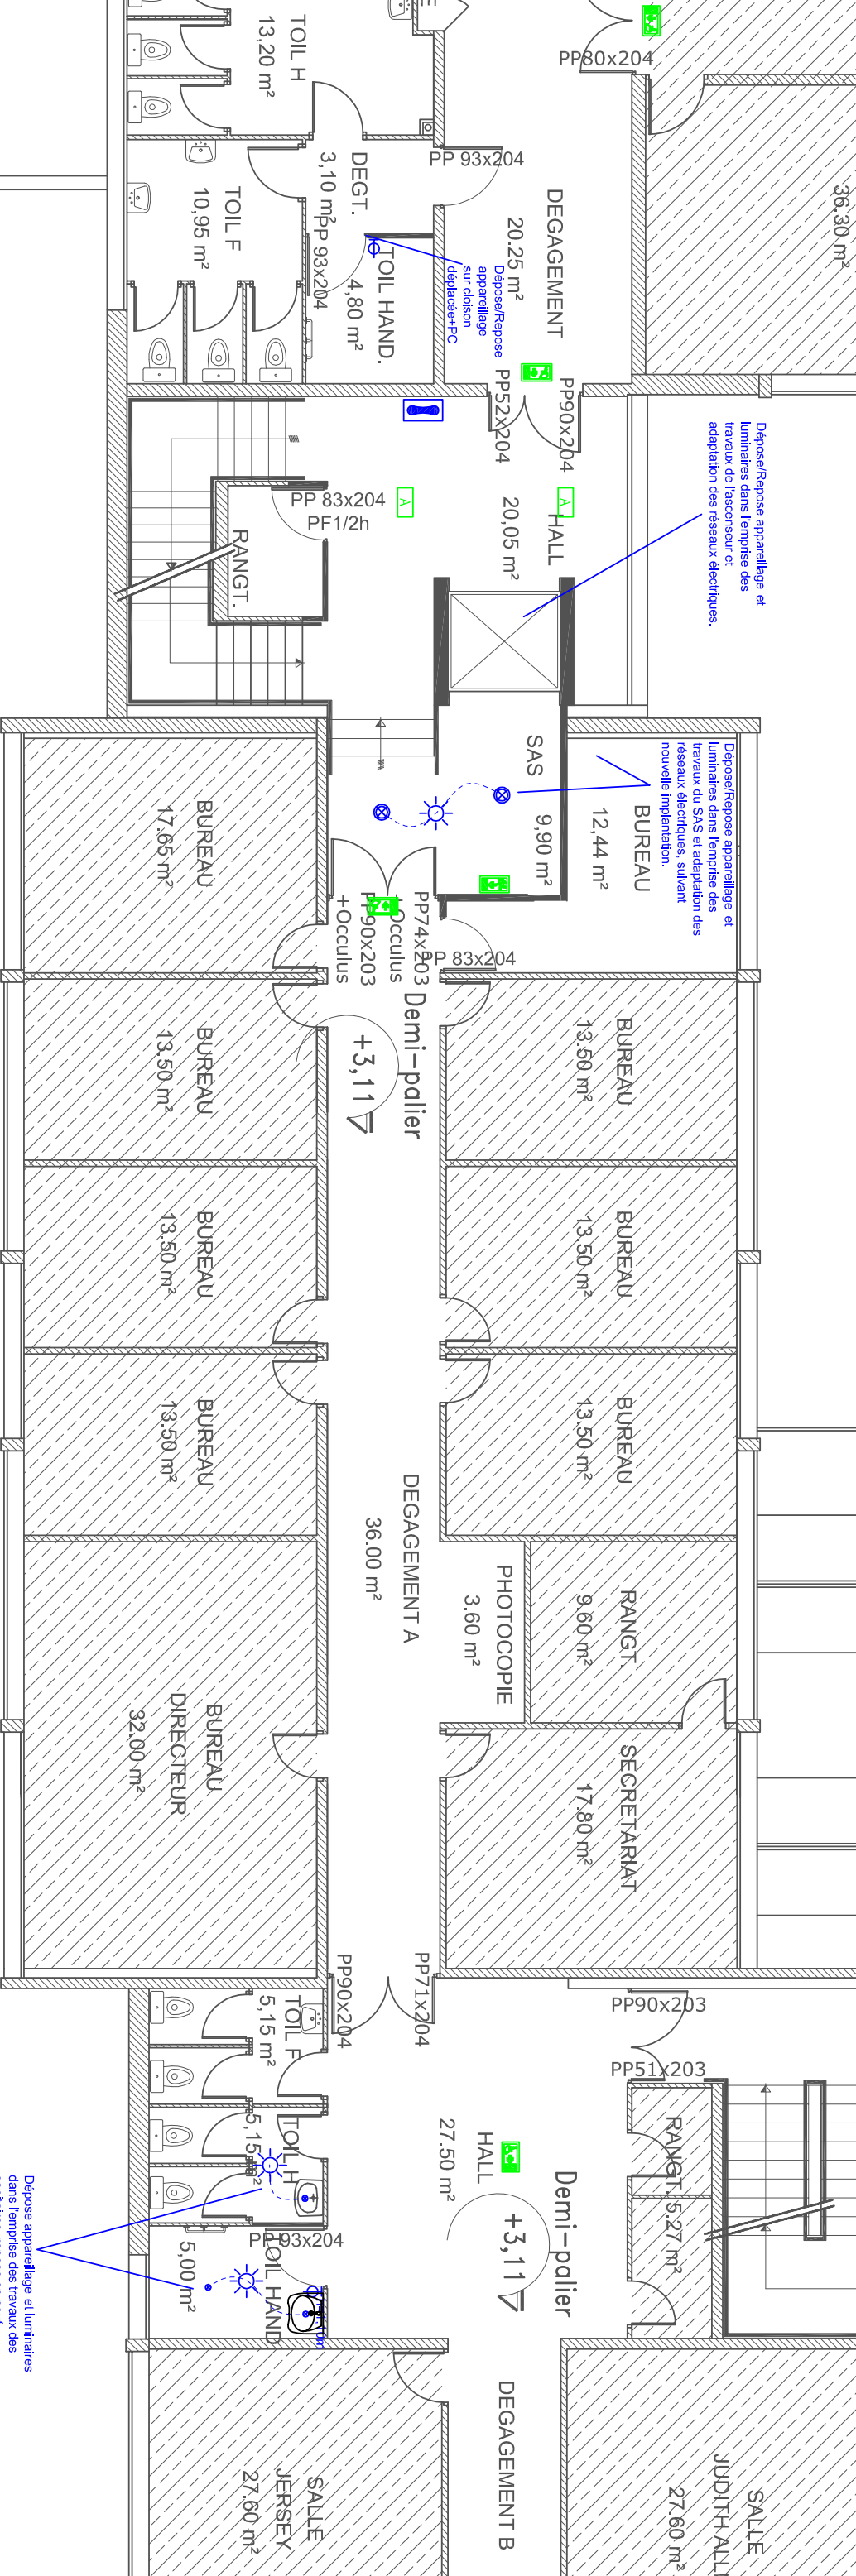 TOIL H
13,20 m²
PP80x204
36.30 m²
DEGT.
3,10 m²
PP 93x204
PP 93x204
TOIL F
10,95 m²
DEGAGEMENT
20.25 m²
TOIL HAND.
4,80 m²
Dépose/Repose
appareillage
sur cloison
déplacée+PC
PP52x204
PP90x204
Dépose/Repose appareillage et
luminaires dans l'emprise des
travaux de l'ascenseur et
adaptation des réseaux électriques.
A
A
PP 83x204
PF1/2h
HALL
20,05 m²
RANGT.
SAS
9,90 m²
Dépose/Repose appareillage et
luminaires dans l'emprise des
travaux du SAS et adaptation des
réseaux électriques, suivant
nouvelle implantation.
BUREAU
12,44 m²
BUREAU
17.65 m²
PP74x203
+Occulus
PP90x203
+Occulus
PP 83x204
Demi-palier
+3,11
BUREAU
13.50 m²
BUREAU
13.50 m²
BUREAU
13.50 m²
BUREAU
13.50 m²
BUREAU
13.50 m²
BUREAU
13.50 m²
DEGAGEMENT A
36.00 m²
PHOTOCOPIE
3.60 m²
RANGT.
9.60 m²
BUREAU
DIRECTEUR
32.00 m²
SECRETARIAT
17.80 m²
PP90x204
PP71x204
PP90x203
PP51x203
TOIL F
5,15 m²
TOIL H
5,15 m²
HALL
27.50 m²
RANGT. 5.27 m²
Demi-palier
+3,11
PP 93x204
TOIL HAND
5,00 m²
Dépose appareillage et luminaires
dans l'emprise des travaux des
DEGAGEMENT B
SALLE
JERSEY
27.60 m²
SALLE
JUDITH ALL
27.60 m²